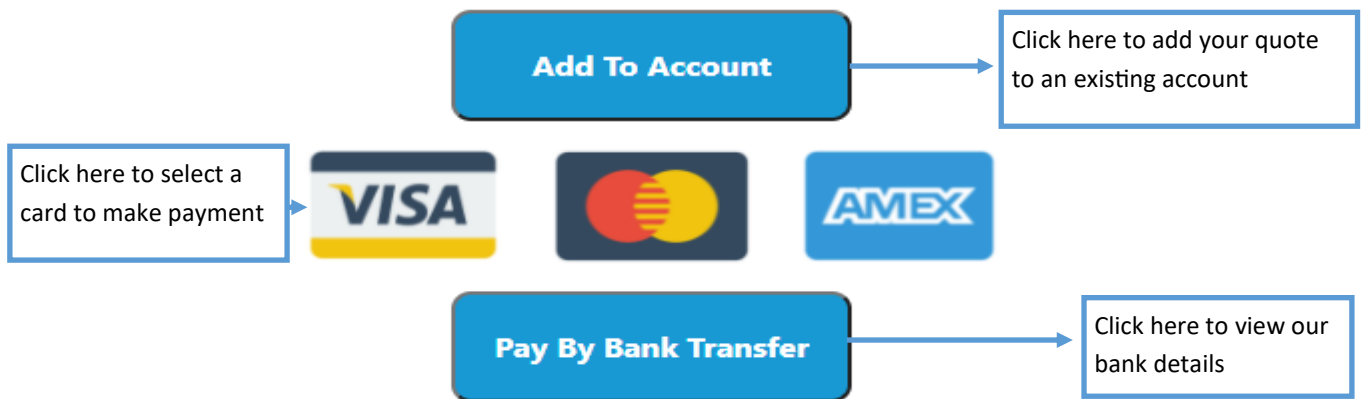 Add To Account
Click here to add your quote
to an existing account
Click here to select a
card to make payment
VISA
AMEX
Pay By Bank Transfer
Click here to view our
bank details